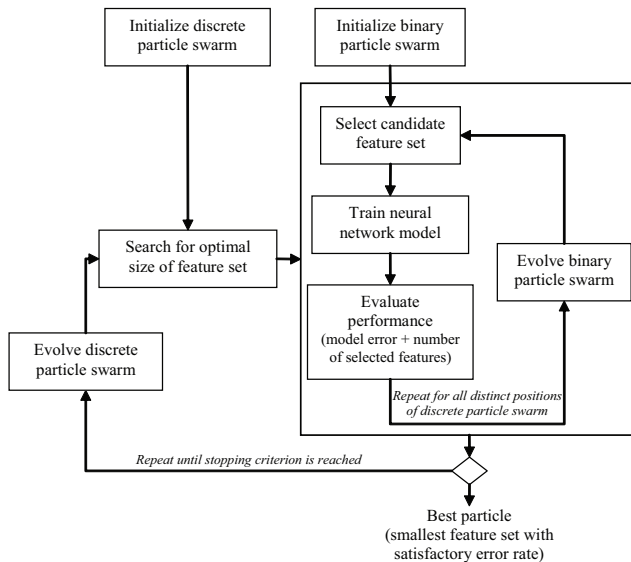 Initialize discrete
particle swarm
Initialize binary
particle swarm
Select candidate
feature set
Train neural
network model
Search for optimal
size of feature set
Evolve binary
particle swarm
Evaluate
performance
(model error + number
of selected features)
Evolve discrete
particle swarm
Repeat for all distinct positions
of discrete particle swarm
Repeat until stopping criterion is reached
Best particle
(smallest feature set with
satisfactory error rate)